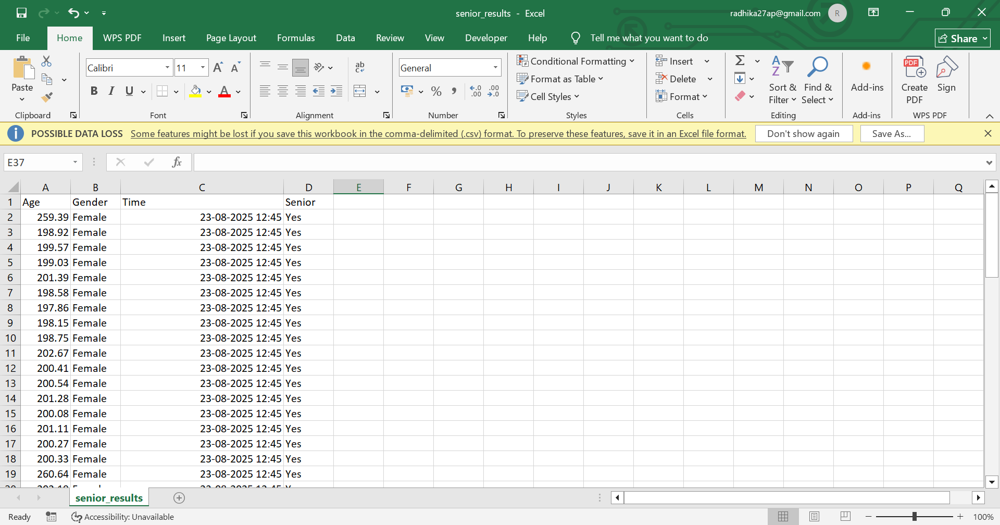 senior_results - Excel
radhika27ap@gmail.com R
File Home WPS PDF Insert Page Layout Formulas Data Review View Developer Help Tell me what you want to do Share
Paste
Clipboard
Calibri 11
B I U A
Font
ab
Alignment
General
% .00 .0
Number
Conditional Formatting
Format as Table
Cell Styles
Styles
Insert
Delete
Format
Cells
Sort & Filter
Find & Select
Editing
Add-ins
Add-ins
Create PDF
Sign
WPS PDF
POSSIBLE DATA LOSS Some features might be lost if you save this workbook in the comma-delimited (.csv) format. To preserve these features, save it in an Excel file format. Don't show again Save As...
E37 fx
A B C D E F G H I J K L M N O P Q
1 Age Gender Time Senior
2 259.39 Female 23-08-2025 12:45 Yes
3 198.92 Female 23-08-2025 12:45 Yes
4 199.57 Female 23-08-2025 12:45 Yes
5 199.03 Female 23-08-2025 12:45 Yes
6 201.39 Female 23-08-2025 12:45 Yes
7 198.58 Female 23-08-2025 12:45 Yes
8 197.86 Female 23-08-2025 12:45 Yes
9 198.15 Female 23-08-2025 12:45 Yes
10 198.75 Female 23-08-2025 12:45 Yes
11 202.67 Female 23-08-2025 12:45 Yes
12 200.41 Female 23-08-2025 12:45 Yes
13 200.54 Female 23-08-2025 12:45 Yes
14 201.28 Female 23-08-2025 12:45 Yes
15 200.08 Female 23-08-2025 12:45 Yes
16 201.11 Female 23-08-2025 12:45 Yes
17 200.27 Female 23-08-2025 12:45 Yes
18 200.33 Female 23-08-2025 12:45 Yes
19 260.64 Female 23-08-2025 12:45 Yes
senior_results
Ready Accessibility: Unavailable 100%